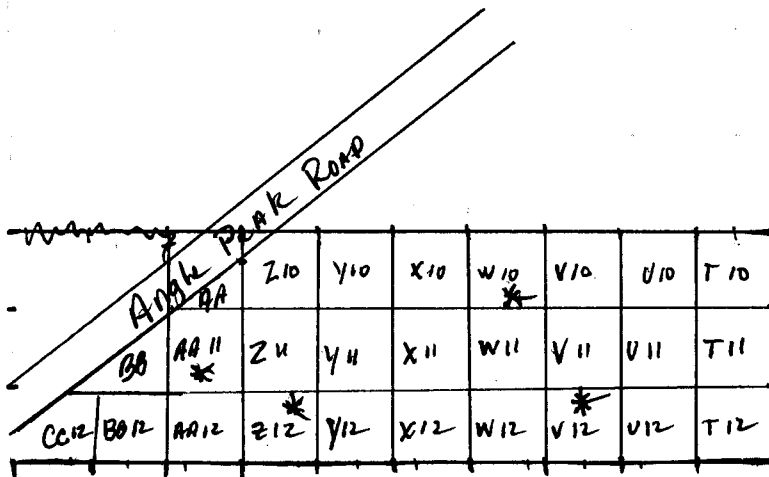 Angle Peak ROAD
AA Z10 Y10 X10 W10 V10 U10 T10
BB AA11 Z11 Y11 X11 W11 V11 U11 T11
CC12 BB12 AA12 Z12 Y12 X12 W12 V12 U12 T12